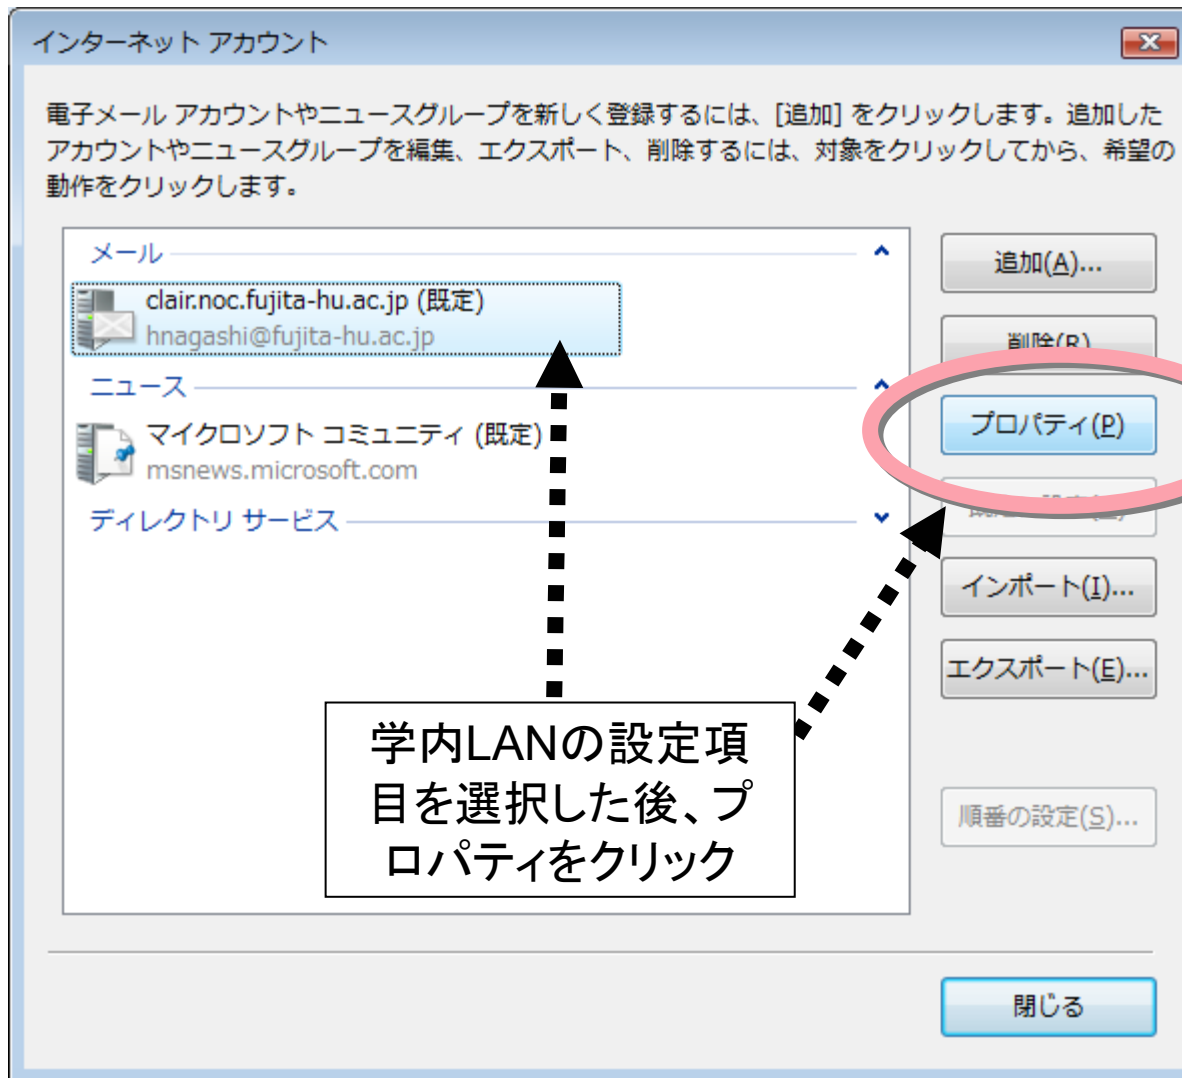 インターネット アカウント
電子メール アカウントやニュースグループを新しく登録するには、[追加] をクリックします。追加した
アカウントやニュースグループを編集、エクスポート、削除するには、対象をクリックしてから、希望の
動作をクリックします。
メール
clair.noc.fujita-hu.ac.jp (既定)
hnagashi@fujita-hu.ac.jp
ニュース
マイクロソフト コミュニティ (既定)
msnews.microsoft.com
ディレクトリ サービス
追加(A)...
削除(R)
プロパティ(P)
インポート(I)...
エクスポート(E)...
順番の設定(S)...
学内LANの設定項
目を選択した後、プ
ロパティをクリック
閉じる